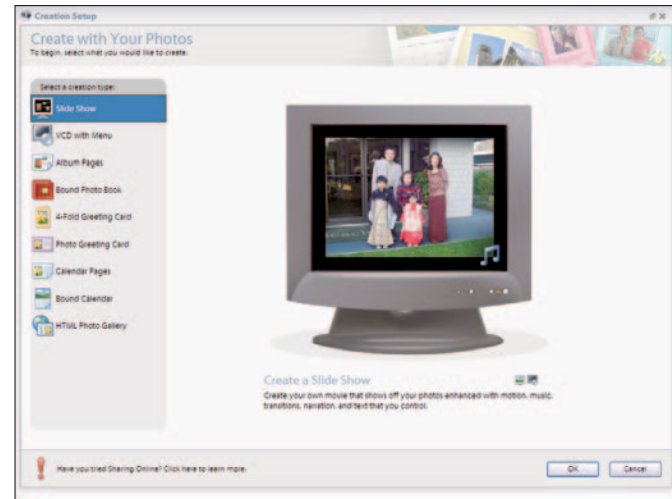 Creation Setup
Create with Your Photos
To begin, select what you would like to create.
Select a creation type:
Slide Show
VCD with Menu
Album Pages
Bound Photo Book
4-Fold Greeting Card
Photo Greeting Card
Calendar Pages
Bound Calendar
HTML Photo Gallery
Create a Slide Show
Create your own movie that shows off your photos enhanced with motion, music,
transitions, narration, and text that you control.
Have you tried Sharing Online? Click here to learn more.
OK
Cancel